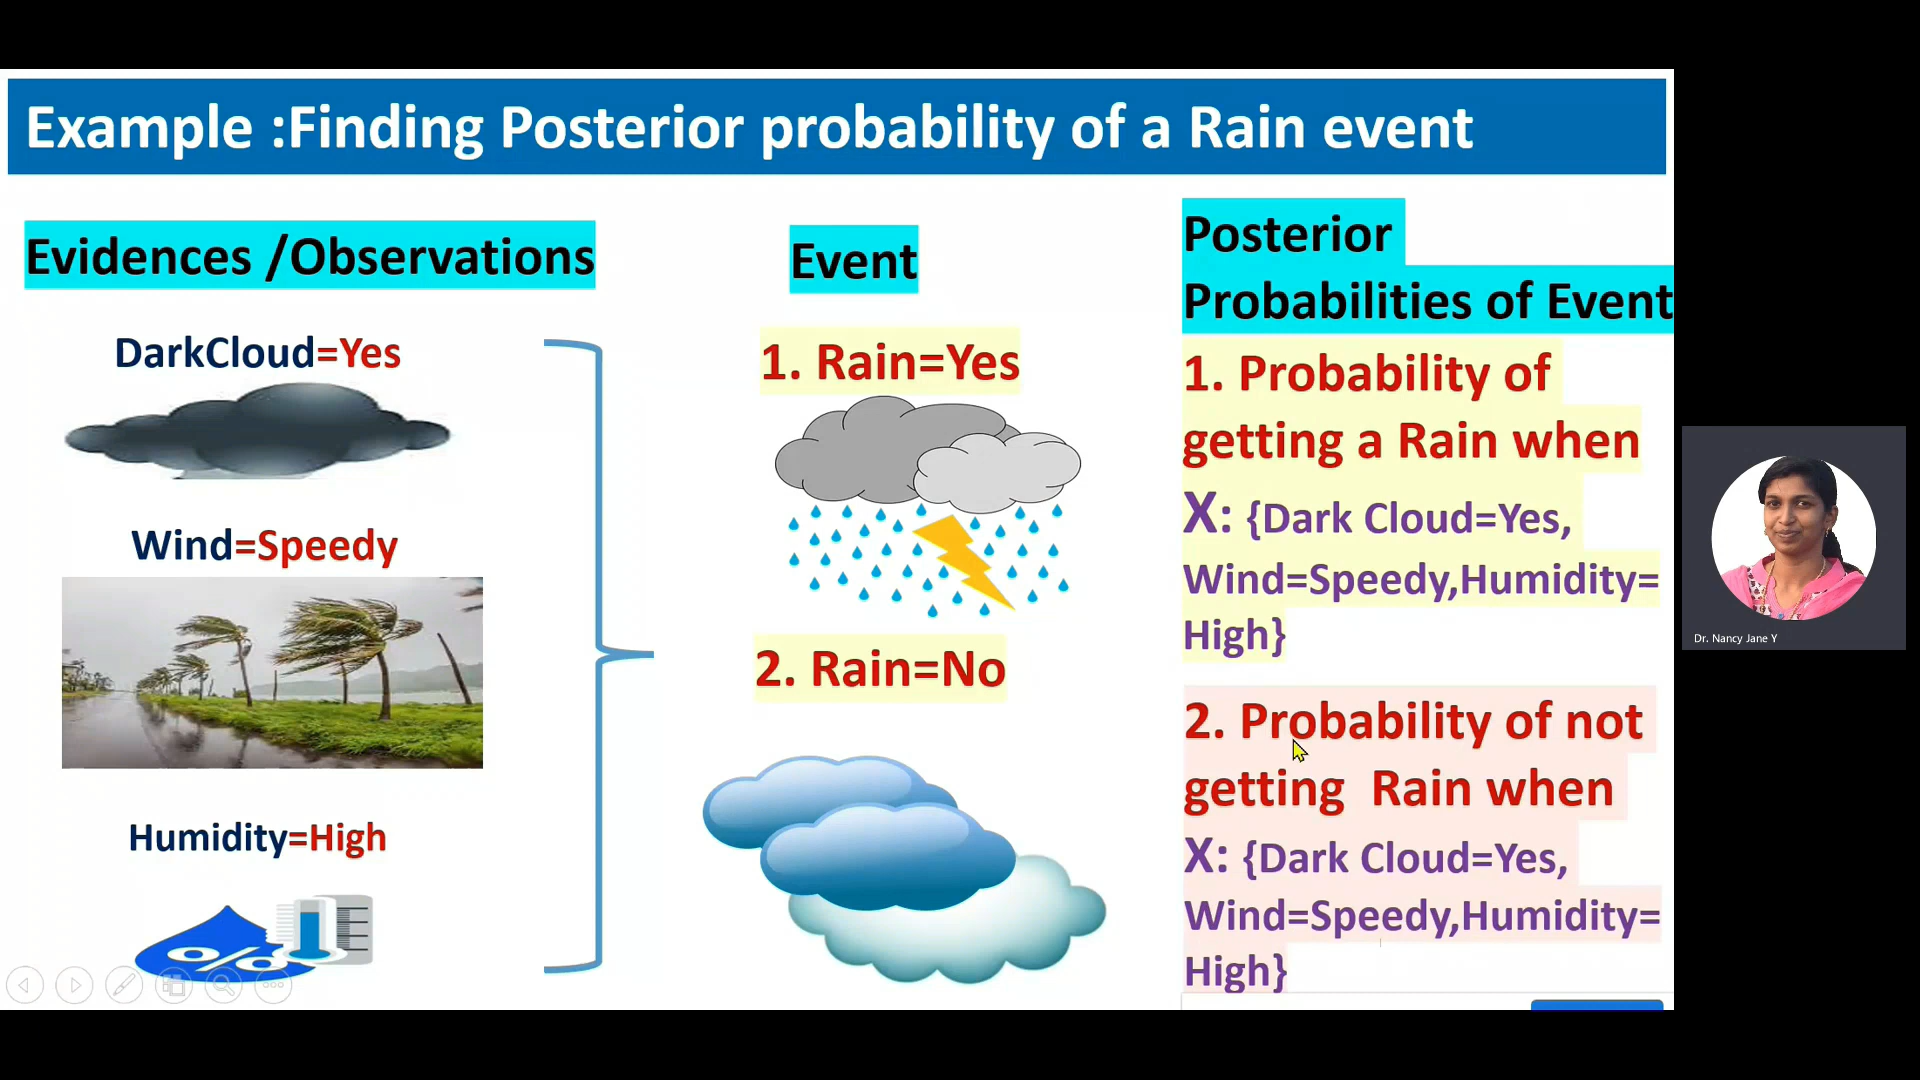 Example :Finding Posterior probability of a Rain event
Evidences /Observations
DarkCloud=Yes
Wind=Speedy
Humidity=High
%
Event
1. Rain=Yes
2. Rain=No
Posterior
Probabilities of Event
1. Probability of
getting a Rain when
X: {Dark Cloud=Yes,
Wind=Speedy,Humidity=
High}
2. Probability of not
getting  Rain when
X: {Dark Cloud=Yes,
Wind=Speedy,Humidity=
High}
Dr. Nancy Jane Y